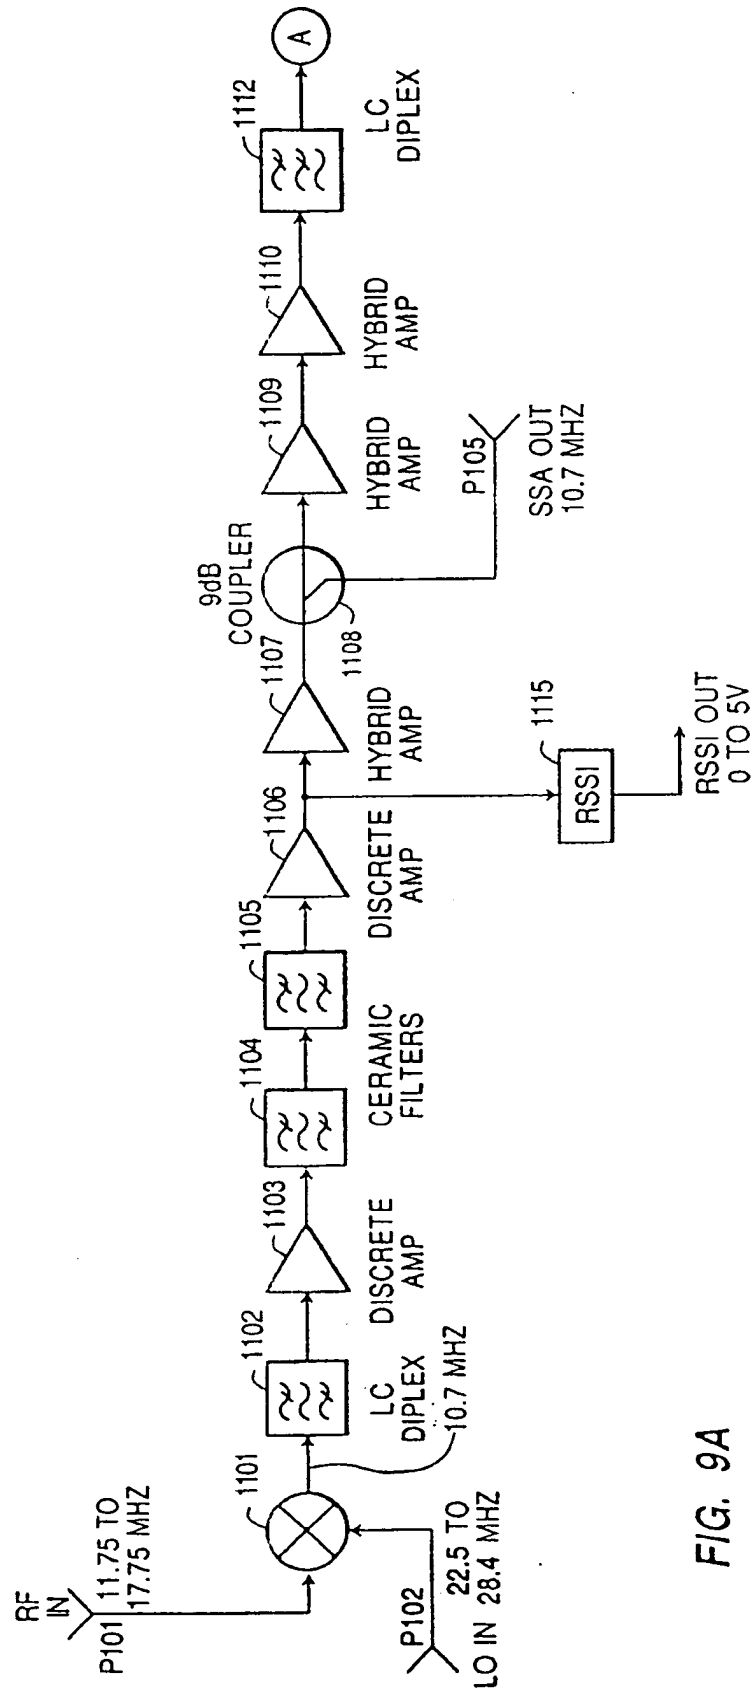 RF
IN
P101
11.75 TO
17.75 MHZ
P102
22.5 TO
LO IN 28.4 MHZ
1101
10.7 MHZ
1102
LC
DIPLEX
1103
DISCRETE
AMP
1104
1105
CERAMIC
FILTERS
1106
DISCRETE
AMP
1115
RSSI
RSSI OUT
0 TO 5V
1107
HYBRID
AMP
9dB
COUPLER
1108
P105
SSA OUT
10.7 MHZ
1109
HYBRID
AMP
1110
HYBRID
AMP
1112
LC
DIPLEX
A
FIG. 9A